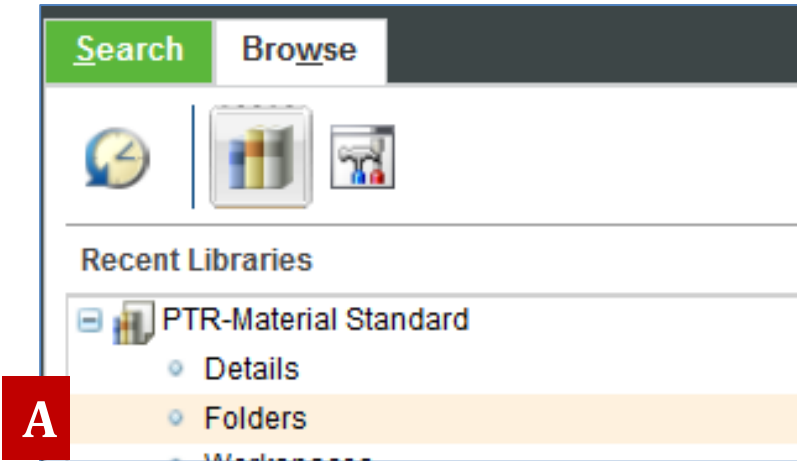 Search Browse
Recent Libraries
PTR-Material Standard
Details
A Folders